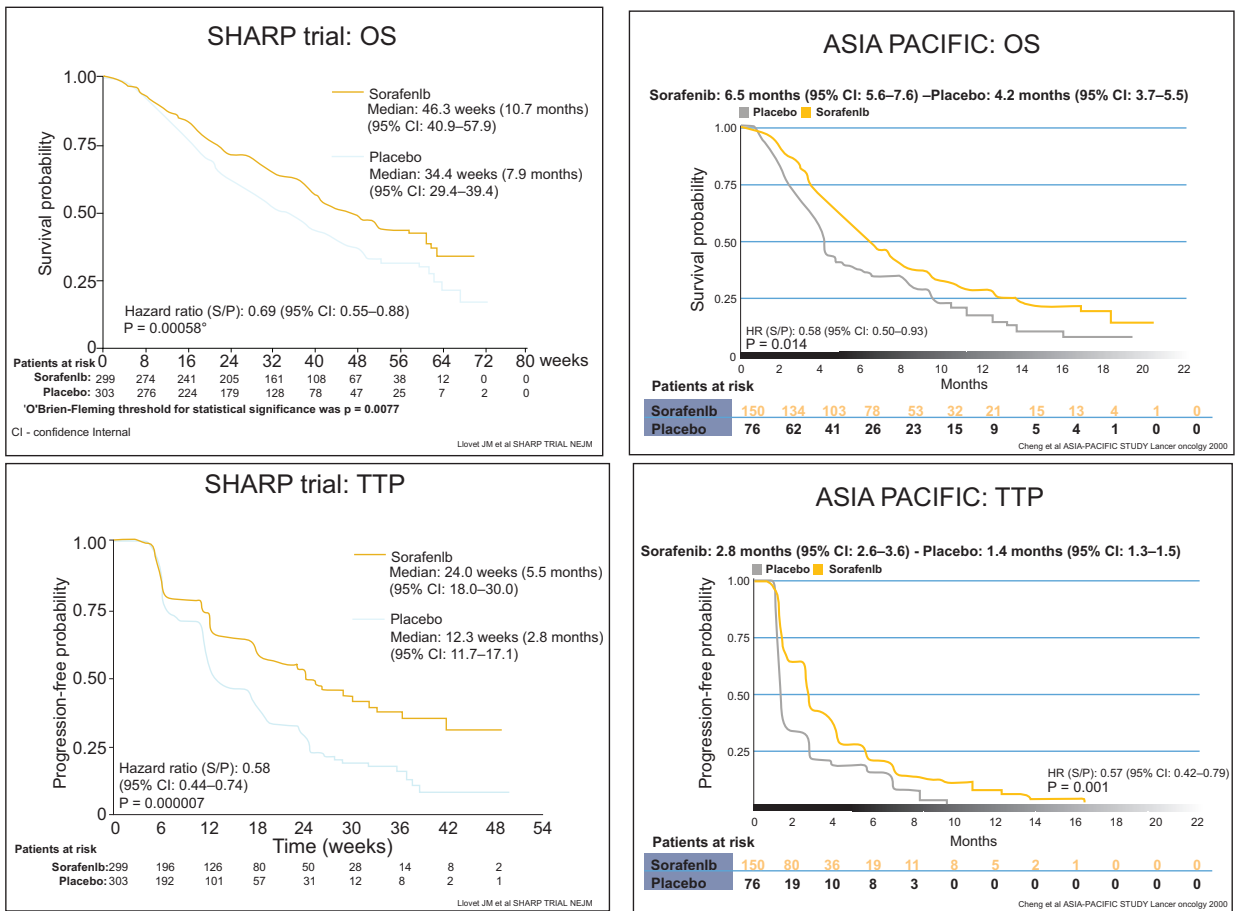 SHARP trial: OS
1.00
0.75
0.50
0.25
0
Survival probability
Sorafenlb
Median: 46.3 weeks (10.7 months)
(95% CI: 40.9–57.9)
Placebo
Median: 34.4 weeks (7.9 months)
(95% CI: 29.4–39.4)
Hazard ratio (S/P): 0.69 (95% CI: 0.55–0.88)
P = 0.00058°
0 8 16 24 32 40 48 56 64 72 80 weeks
Patients at risk
Sorafenlb: 299 274 241 205 161 108 67 38 12 0 0
Placebo: 303 276 224 179 128 78 47 25 7 2 0
'O'Brien-Fleming threshold for statistical significance was p = 0.0077
CI - confidence Internal
Llovet JM et al SHARP TRIAL NEJM
ASIA PACIFIC: OS
Sorafenib: 6.5 months (95% CI: 5.6–7.6) –Placebo: 4.2 months (95% CI: 3.7–5.5)
Placebo Sorafenlb
1.00
0.75
0.50
0.25
0
Survival probability
HR (S/P): 0.58 (95% CI: 0.50–0.93)
P = 0.014
0 2 4 6 8 10 12 14 16 18 20 22
Months
Patients at risk
Sorafenlb 150 134 103 78 53 32 21 15 13 4 1 0
Placebo 76 62 41 26 23 15 9 5 4 1 0 0
Cheng et al ASIA-PACIFIC STUDY Lancer oncolgy 2000
SHARP trial: TTP
1.00
0.75
0.50
0.25
0
Progression-free probability
Sorafenlb
Median: 24.0 weeks (5.5 months)
(95% CI: 18.0–30.0)
Placebo
Median: 12.3 weeks (2.8 months)
(95% CI: 11.7–17.1)
Hazard ratio (S/P): 0.58
(95% CI: 0.44–0.74)
P = 0.000007
0 6 12 18 24 30 36 42 48 54
Time (weeks)
Patients at risk
Sorafenlb: 299 196 126 80 50 28 14 8 2
Placebo: 303 192 101 57 31 12 8 2 1
Llovet JM et al SHARP TRIAL NEJM
ASIA PACIFIC: TTP
Sorafenib: 2.8 months (95% CI: 2.6–3.6) - Placebo: 1.4 months (95% CI: 1.3–1.5)
Placebo Sorafenlb
1.00
0.75
0.50
0.25
0
Progression-free probability
HR (S/P): 0.57 (95% CI: 0.42–0.79)
P = 0.001
0 2 4 6 8 10 12 14 16 18 20 22
Months
Patients at risk
Sorafenlb 150 80 36 19 11 8 5 2 1 0 0 0
Placebo 76 19 10 8 3 0 0 0 0 0 0 0
Cheng et al ASIA-PACIFIC STUDY Lancer oncolgy 2000